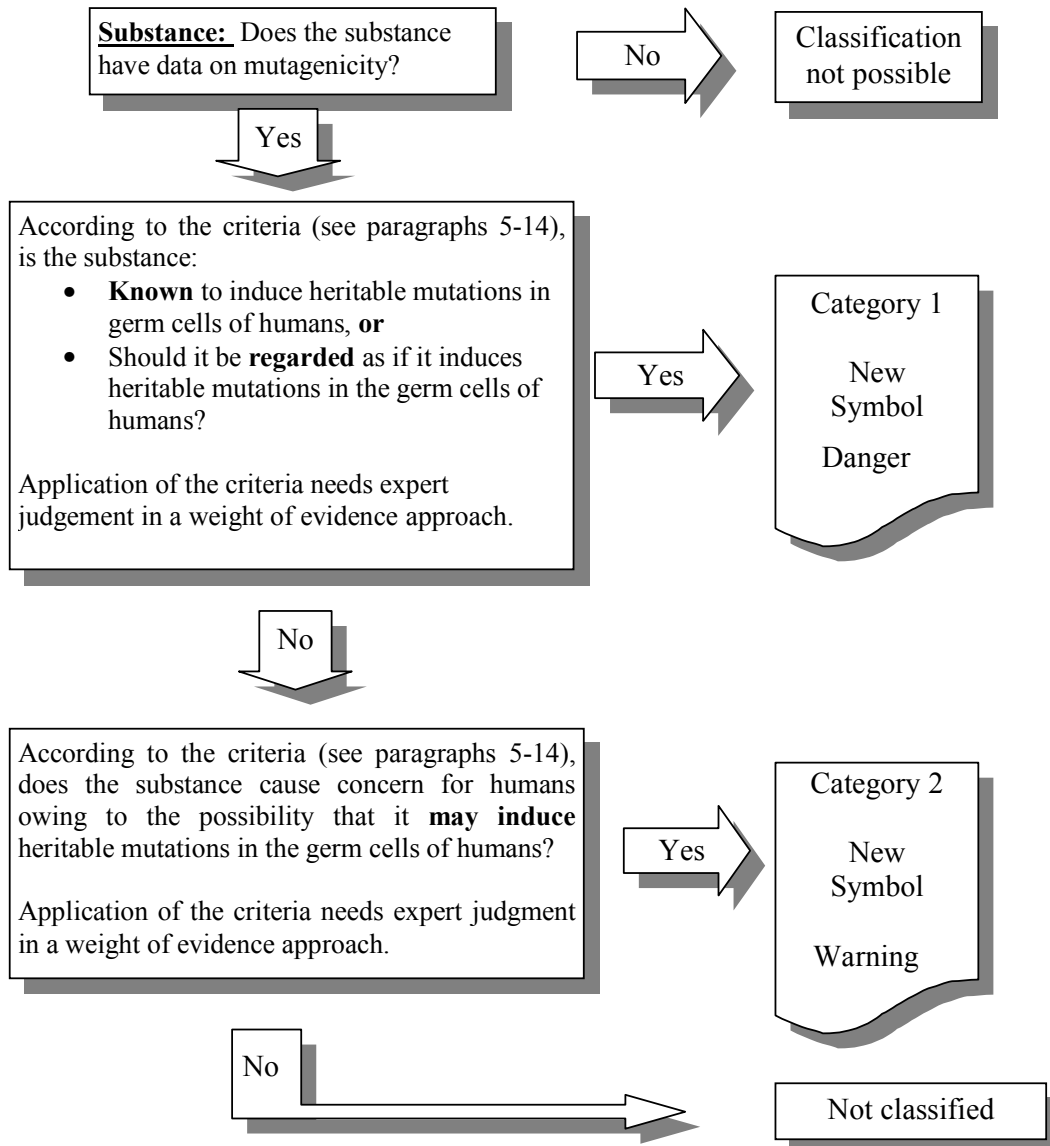 Substance: Does the substance
have data on mutagenicity?
No
Classification
not possible
Yes
According to the criteria (see paragraphs 5-14),
is the substance:
• Known to induce heritable mutations in
germ cells of humans, or
• Should it be regarded as if it induces
heritable mutations in the germ cells of
humans?
Application of the criteria needs expert
judgement in a weight of evidence approach.
Yes
Category 1
New
Symbol
Danger
No
According to the criteria (see paragraphs 5-14),
does the substance cause concern for humans
owing to the possibility that it may induce
heritable mutations in the germ cells of humans?
Application of the criteria needs expert judgment
in a weight of evidence approach.
Yes
Category 2
New
Symbol
Warning
No
Not classified